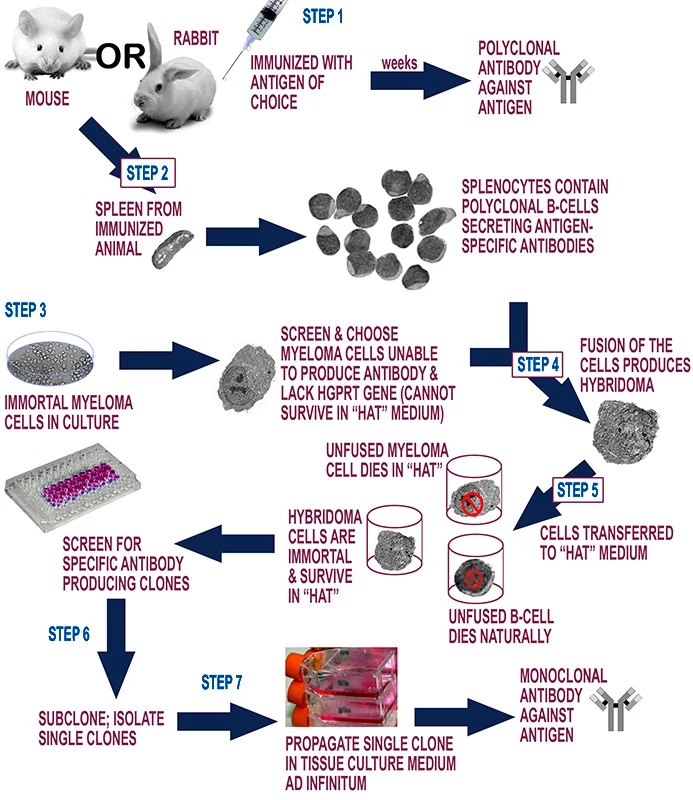 STEP 1
OR
RABBIT
MOUSE
IMMUNIZED WITH
ANTIGEN OF
CHOICE
weeks
POLYCLONAL
ANTIBODY
AGAINST
ANTIGEN
STEP 2
SPLEEN FROM
IMMUNIZED
ANIMAL
SPLENOCYTES CONTAIN
POLYCLONAL B-CELLS
SECRETING ANTIGEN-
SPECIFIC ANTIBODIES
STEP 3
IMMORTAL MYELOMA
CELLS IN CULTURE
SCREEN & CHOOSE
MYELOMA CELLS UNABLE
TO PRODUCE ANTIBODY &
LACK HGPRT GENE (CANNOT
SURVIVE IN “HAT” MEDIUM)
STEP 4
FUSION OF THE
CELLS PRODUCES
HYBRIDOMA
STEP 5
CELLS TRANSFERRED
TO “HAT” MEDIUM
UNFUSED MYELOMA
CELL DIES IN “HAT”
UNFUSED B-CELL
DIES NATURALLY
HYBRIDOMA
CELLS ARE
IMMORTAL
& SURVIVE
IN “HAT”
SCREEN FOR
SPECIFIC ANTIBODY
PRODUCING CLONES
STEP 6
SUBCLONE; ISOLATE
SINGLE CLONES
STEP 7
PROPAGATE SINGLE CLONE
IN TISSUE CULTURE MEDIUM
AD INFINITUM
MONOCLONAL
ANTIBODY
AGAINST
ANTIGEN